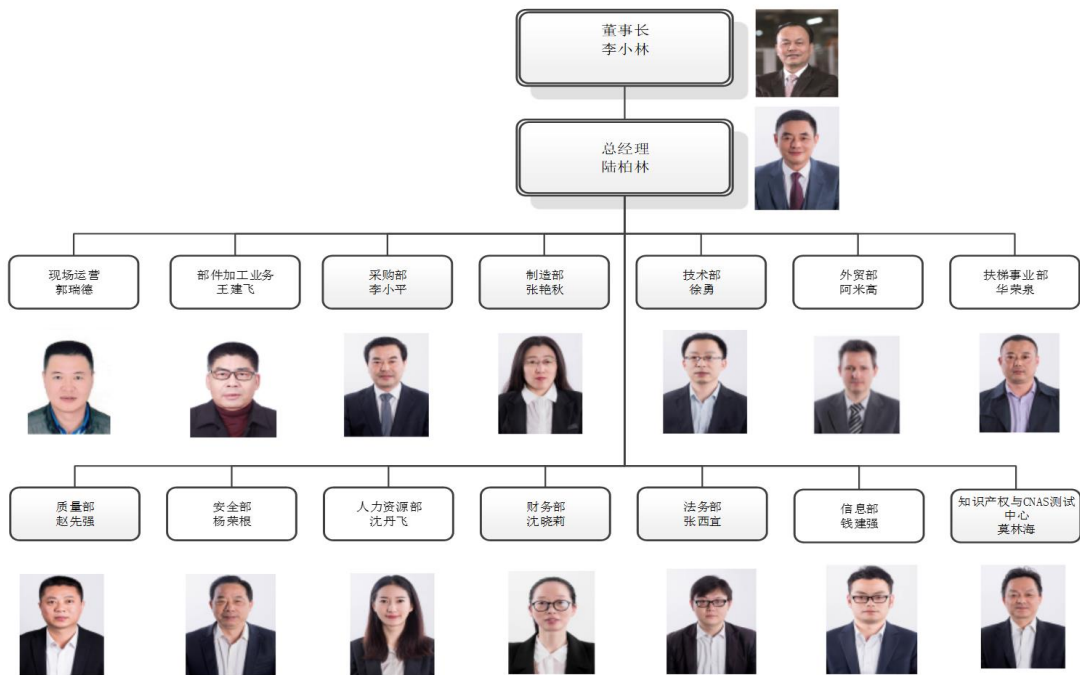 董事长
李小林
总经理
陆柏林
现场运营
郭瑞德
部件加工业务
王建飞
采购部
李小平
制造部
张艳秋
技术部
徐勇
外贸部
阿米高
扶梯事业部
华荣泉
质量部
赵先强
安全部
杨荣根
人力资源部
沈丹飞
财务部
沈晓莉
法务部
张西宜
信息部
钱建强
知识产权与CNAS测试
中心
莫林海